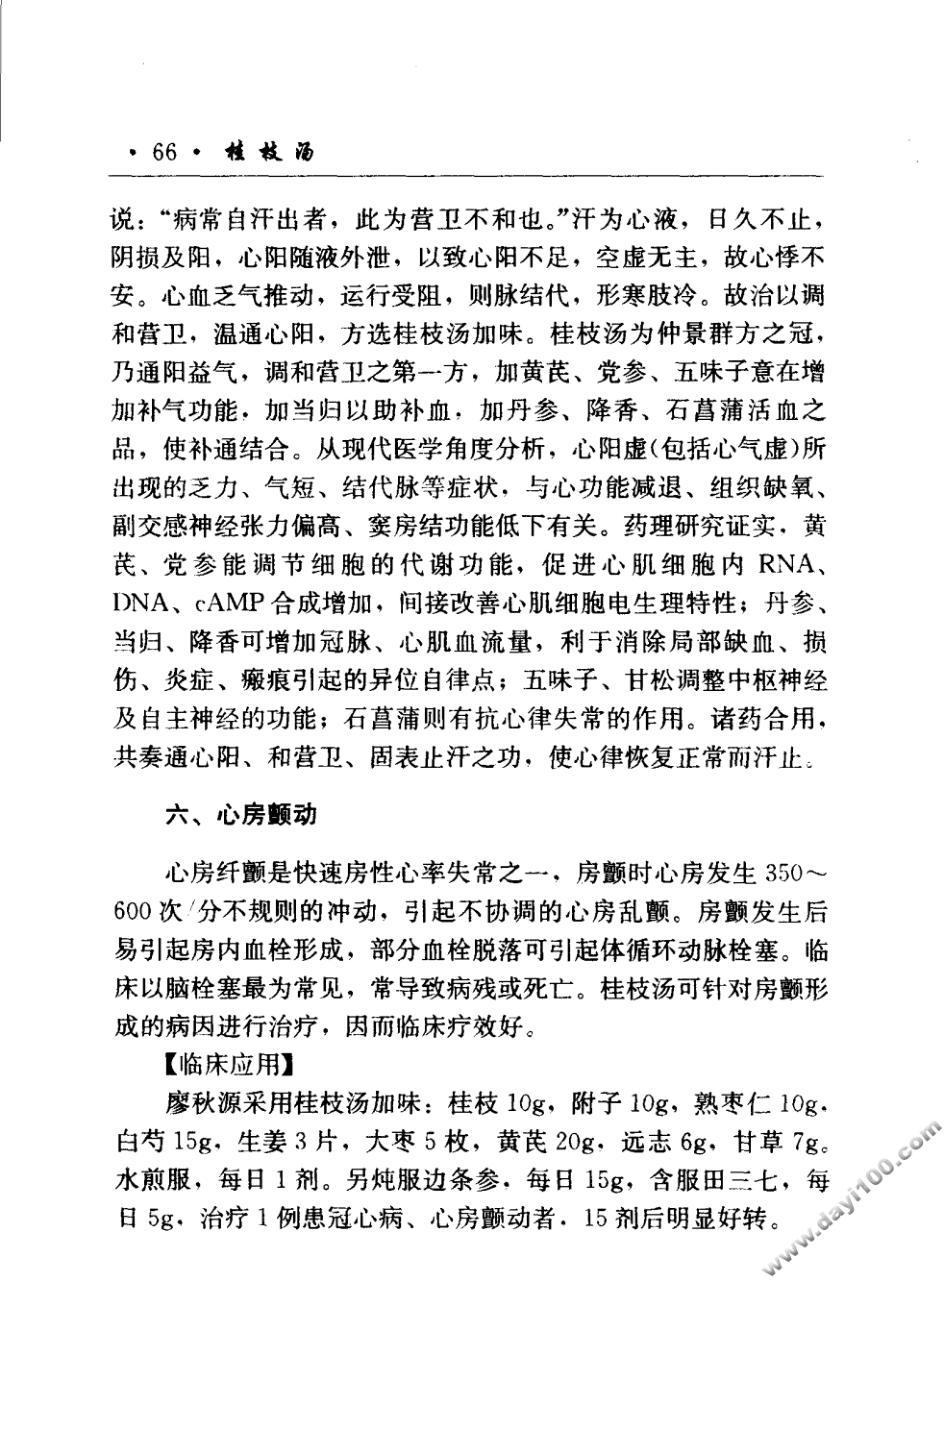 · 66 · 桂枝汤
说：“病常自汗出者，此为营卫不和也。”汗为心液，日久不止，
阴损及阳，心阳随液外泄，以致心阳不足，空虚无主，故心悸不
安。心血乏气推动，运行受阻，则脉结代，形寒肢冷。故治以调
和营卫，温通心阳，方选桂枝汤加味。桂枝汤为仲景群方之冠，
乃通阳益气，调和营卫之第一方，加黄芪、党参、五味子意在增
加补气功能，加当归以助补血，加丹参、降香、石菖蒲活血之
品，使补通结合。从现代医学角度分析，心阳虚(包括心气虚)所
出现的乏力、气短、结代脉等症状，与心功能减退、组织缺氧、
副交感神经张力偏高、窦房结功能低下有关。药理研究证实，黄
芪、党参能调节细胞的代谢功能，促进心肌细胞内 RNA、
DNA、cAMP 合成增加，间接改善心肌细胞电生理特性；丹参、
当归、降香可增加冠脉、心肌血流量，利于消除局部缺血、损
伤、炎症、瘢痕引起的异位自律点；五味子、甘松调整中枢神经
及自主神经的功能；石菖蒲则有抗心律失常的作用。诸药合用，
共奏通心阳、和营卫、固表止汗之功，使心律恢复正常而汗止。
六、心房颤动
心房纤颤是快速房性心率失常之一，房颤时心房发生 350～
600 次/分不规则的冲动，引起不协调的心房乱颤。房颤发生后
易引起房内血栓形成，部分血栓脱落可引起体循环动脉栓塞。临
床以脑栓塞最为常见，常导致病残或死亡。桂枝汤可针对房颤形
成的病因进行治疗，因而临床疗效好。
【临床应用】
廖秋源采用桂枝汤加味：桂枝 10g，附子 10g，熟枣仁 10g，
白芍 15g，生姜 3 片，大枣 5 枚，黄芪 20g，远志 6g，甘草 7g。
水煎服，每日 1 剂。另炖服边条参，每日 15g，含服田三七，每
日 5g，治疗 1 例患冠心病、心房颤动者，15 剂后明显好转。
www.dayi100.com